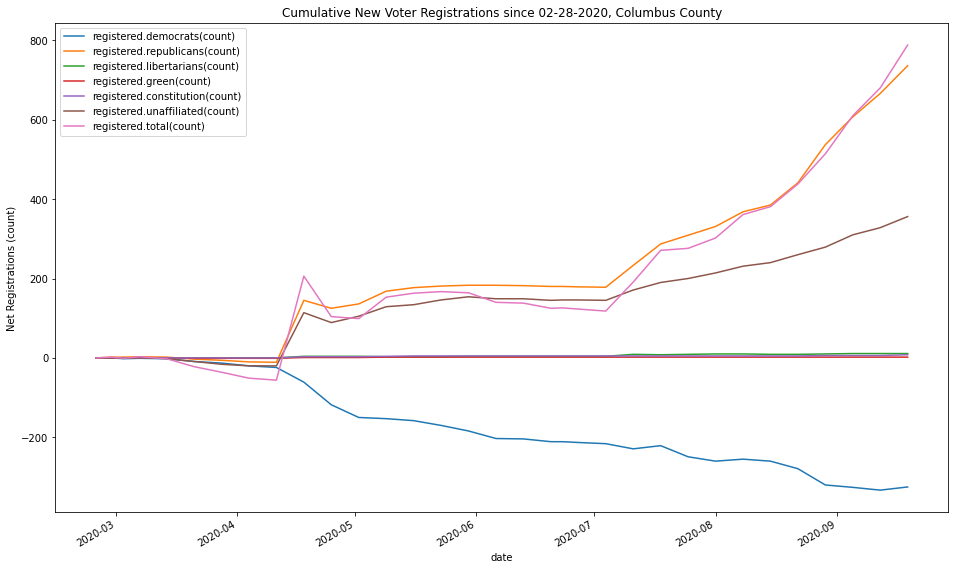 Cumulative New Voter Registrations since 02-28-2020, Columbus County
registered.democrats(count)
registered.republicans(count)
registered.libertarians(count)
registered.green(count)
registered.constitution(count)
registered.unaffiliated(count)
registered.total(count)
Net Registrations (count)
800
600
400
200
0
−200
−400
2020-03
2020-04
2020-05
2020-06
2020-07
2020-08
2020-09
date